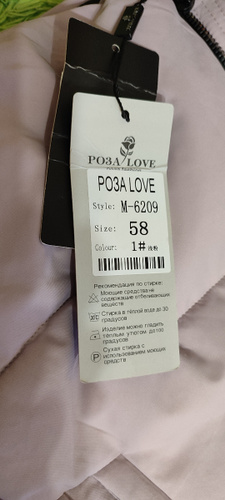 РОЗА LOVE
РОЗА LOVE
Style: M-6209
Size: 58
Colour: 1#
Рекомендации по стирке:
Моющие средства не
содержание отбеливающих
веществ
Стирка в тёплой воде до 30
градусов
Изделия можно гладить
тёплым утюгом до 110
градусов
Сухая стирка с
использованием моющих
средств